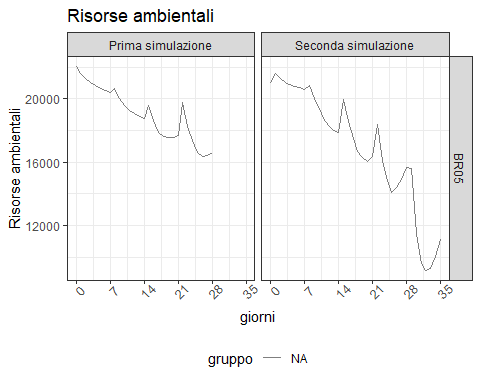 Risorse ambientali
Prima simulazione
Seconda simulazione
Risorse ambientali
20000
16000
12000
BR05
0 7 14 21 28 35
0 7 14 21 28 35
giorni
gruppo NA